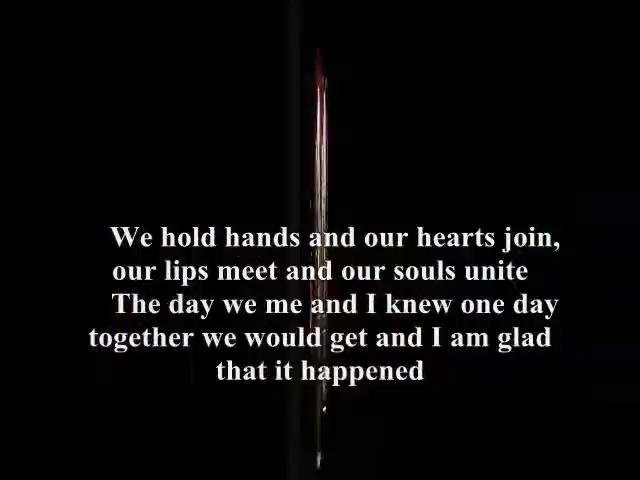 We hold hands and our hearts join,
our lips meet and our souls unite
The day we me and I knew one day
together we would get and I am glad
that it happened